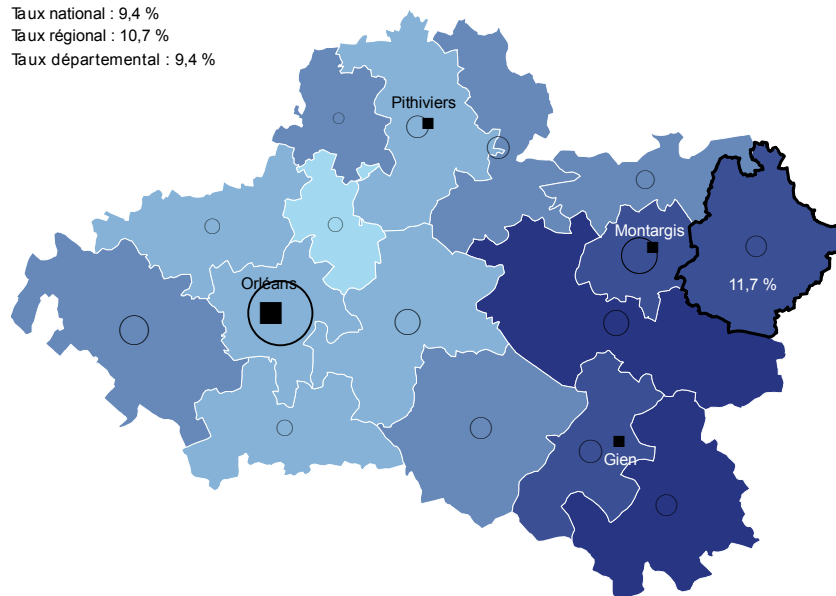 Taux national : 9,4 %
Taux régional : 10,7 %
Taux départemental : 9,4 %
Pithiviers
Montargis
Orléans
11,7 %
Gien